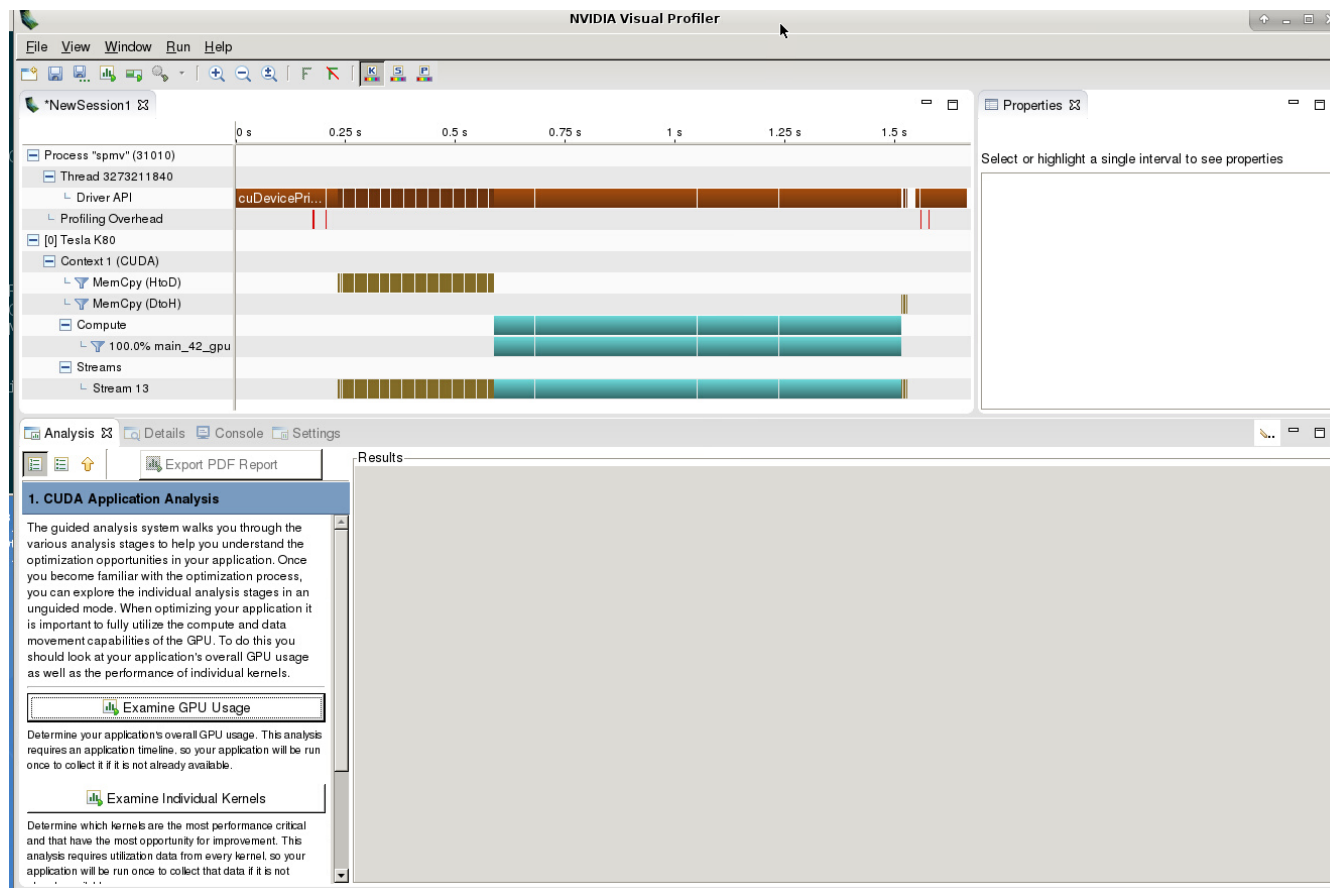 NVIDIA Visual Profiler
File View Window Run Help
*NewSession1
Properties
0 s 0.25 s 0.5 s 0.75 s 1 s 1.25 s 1.5 s
Process "spmv" (31010)
Select or highlight a single interval to see properties
Thread 3273211840
Driver API
cuDevicePri...
Profiling Overhead
[0] Tesla K80
Context 1 (CUDA)
MemCpy (HtoD)
MemCpy (DtoH)
Compute
100.0% main_42_gpu
Streams
Stream 13
Analysis Details Console Settings
Export PDF Report
Results
1. CUDA Application Analysis
The guided analysis system walks you through the
various analysis stages to help you understand the
optimization opportunities in your application. Once
you become familiar with the optimization process,
you can explore the individual analysis stages in an
unguided mode. When optimizing your application it
is important to fully utilize the compute and data
movement capabilities of the GPU. To do this you
should look at your application's overall GPU usage
as well as the performance of individual kernels.
Examine GPU Usage
Determine your application's overall GPU usage. This analysis
requires an application timeline, so your application will be run
once to collect it if it is not already available.
Examine Individual Kernels
Determine which kernels are the most performance critical
and that have the most opportunity for improvement. This
analysis requires utilization data from every kernel, so your
application will be run once to collect that data if it is not